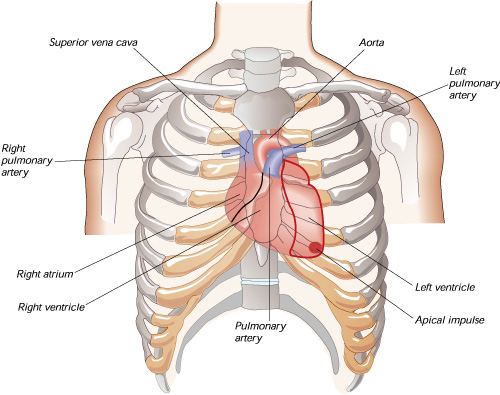 Superior vena cava
Aorta
Left
pulmonary
artery
Right
pulmonary
artery
Right atrium
Right ventricle
Pulmonary
artery
Left ventricle
Apical impulse